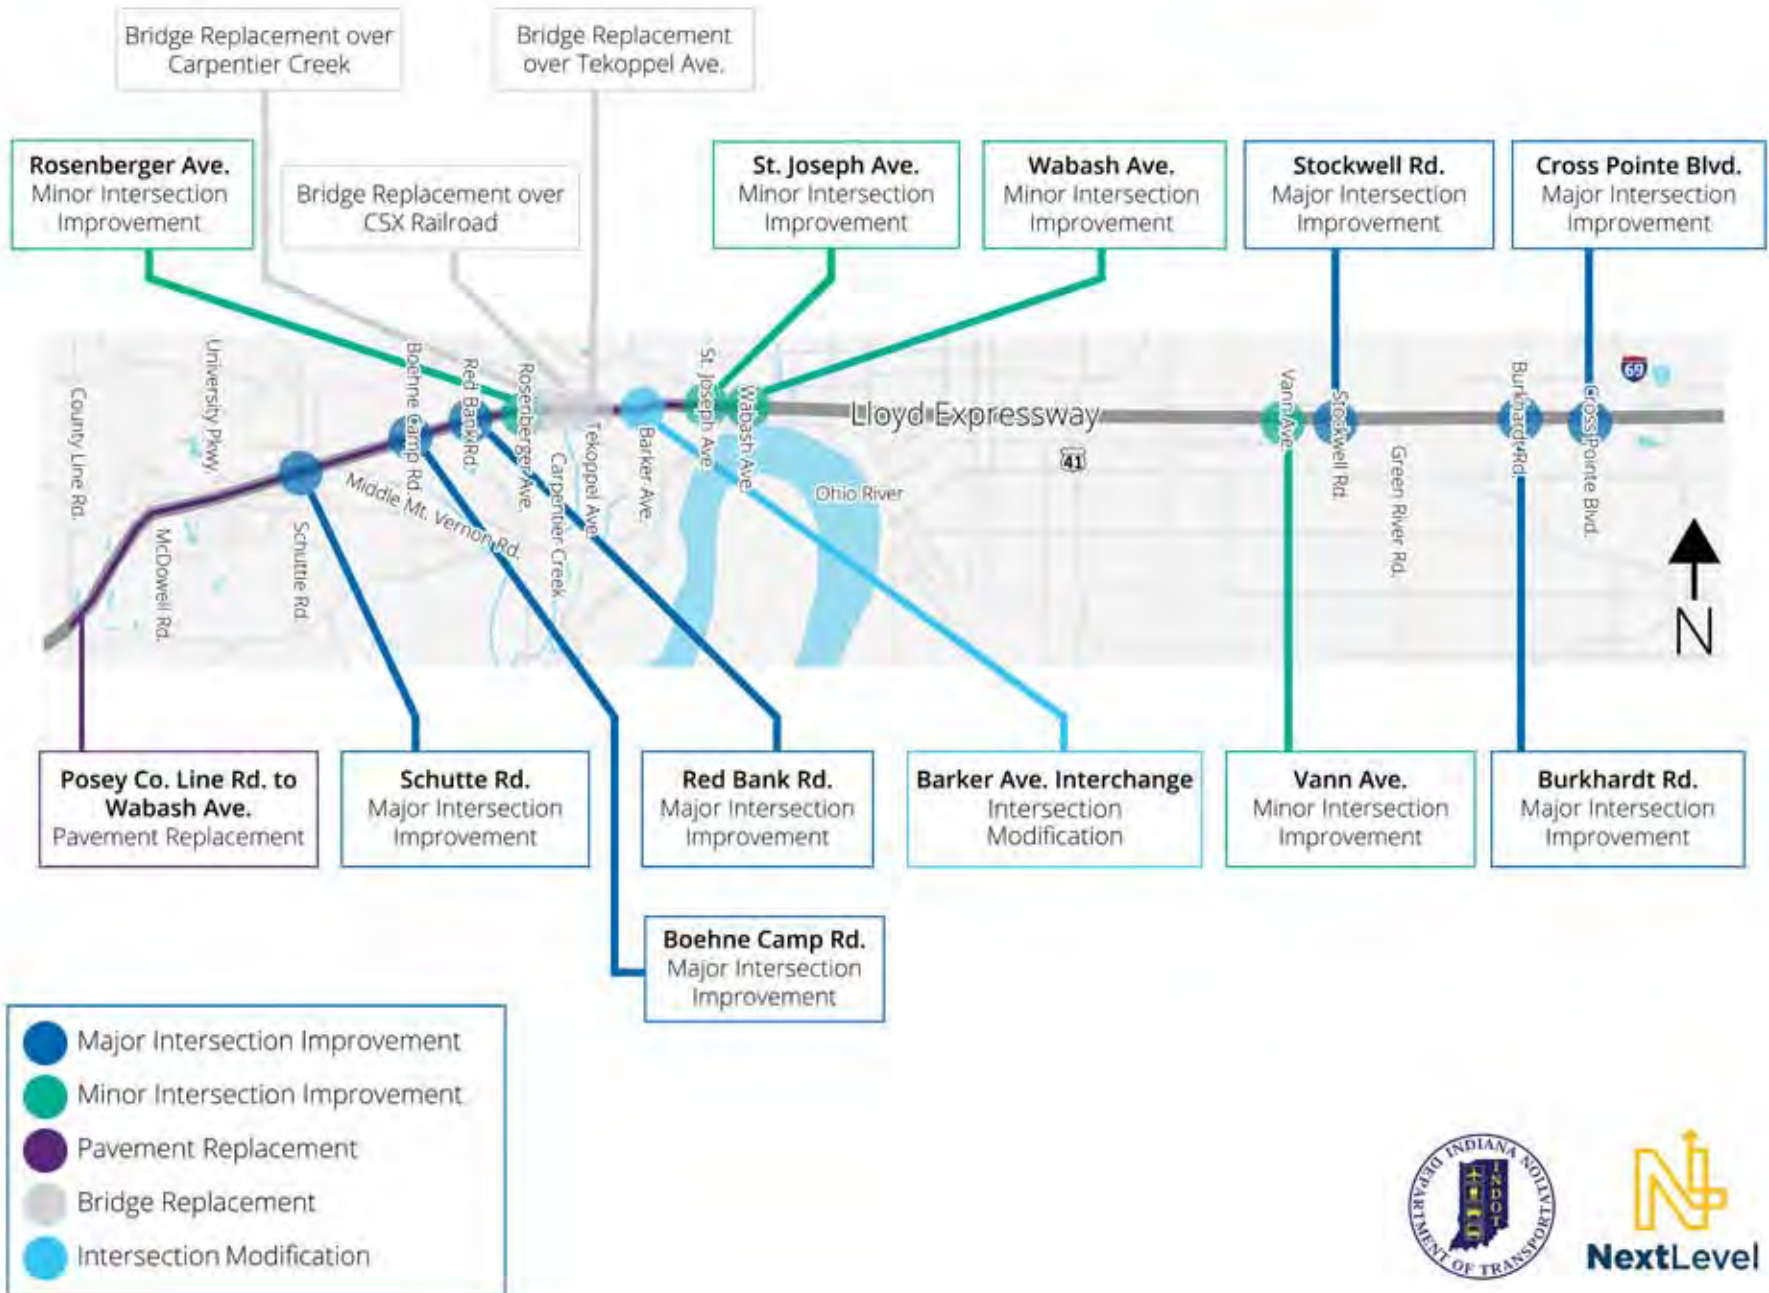 Bridge Replacement over
Carpentier Creek
Bridge Replacement
over Tekoppel Ave.
Rosenberger Ave.
Minor Intersection
Improvement
Bridge Replacement over
CSX Railroad
St. Joseph Ave.
Minor Intersection
Improvement
Wabash Ave.
Minor Intersection
Improvement
Stockwell Rd.
Major Intersection
Improvement
Cross Pointe Blvd.
Major Intersection
Improvement
County Line Rd.
University Pkwy.
McDowell Rd.
Schuttle Rd.
Boehne Camp Rd.
Middle Mt. Vernon Rd.
Red Bank Rd.
Rosenberger Ave.
Carpentier Creek
Tekoppel Ave.
Barker Ave.
St. Joseph Ave.
Wabash Ave.
Lloyd Expressway
Ohio River
41
Vann Ave.
Stockwell Rd.
Green River Rd.
Burkhardt Rd.
Cross Pointe Blvd.
69
N
Posey Co. Line Rd. to
Wabash Ave.
Pavement Replacement
Schutte Rd.
Major Intersection
Improvement
Red Bank Rd.
Major Intersection
Improvement
Barker Ave. Interchange
Intersection
Modification
Vann Ave.
Minor Intersection
Improvement
Burkhardt Rd.
Major Intersection
Improvement
Boehne Camp Rd.
Major Intersection
Improvement
Major Intersection Improvement
Minor Intersection Improvement
Pavement Replacement
Bridge Replacement
Intersection Modification
INDIANA DEPARTMENT OF TRANSPORTATION
INDOT
NextLevel